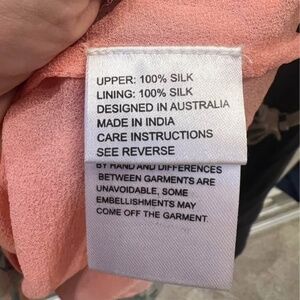 UPPER: 100% SILK
LINING: 100% SILK
DESIGNED IN AUSTRALIA
MADE IN INDIA
CARE INSTRUCTIONS
SEE REVERSE
BY HAND AND DIFFERENCES
BETWEEN GARMENTS ARE
UNAVOIDABLE, SOME
EMBELLISHMENTS MAY
COME OFF THE GARMENT.